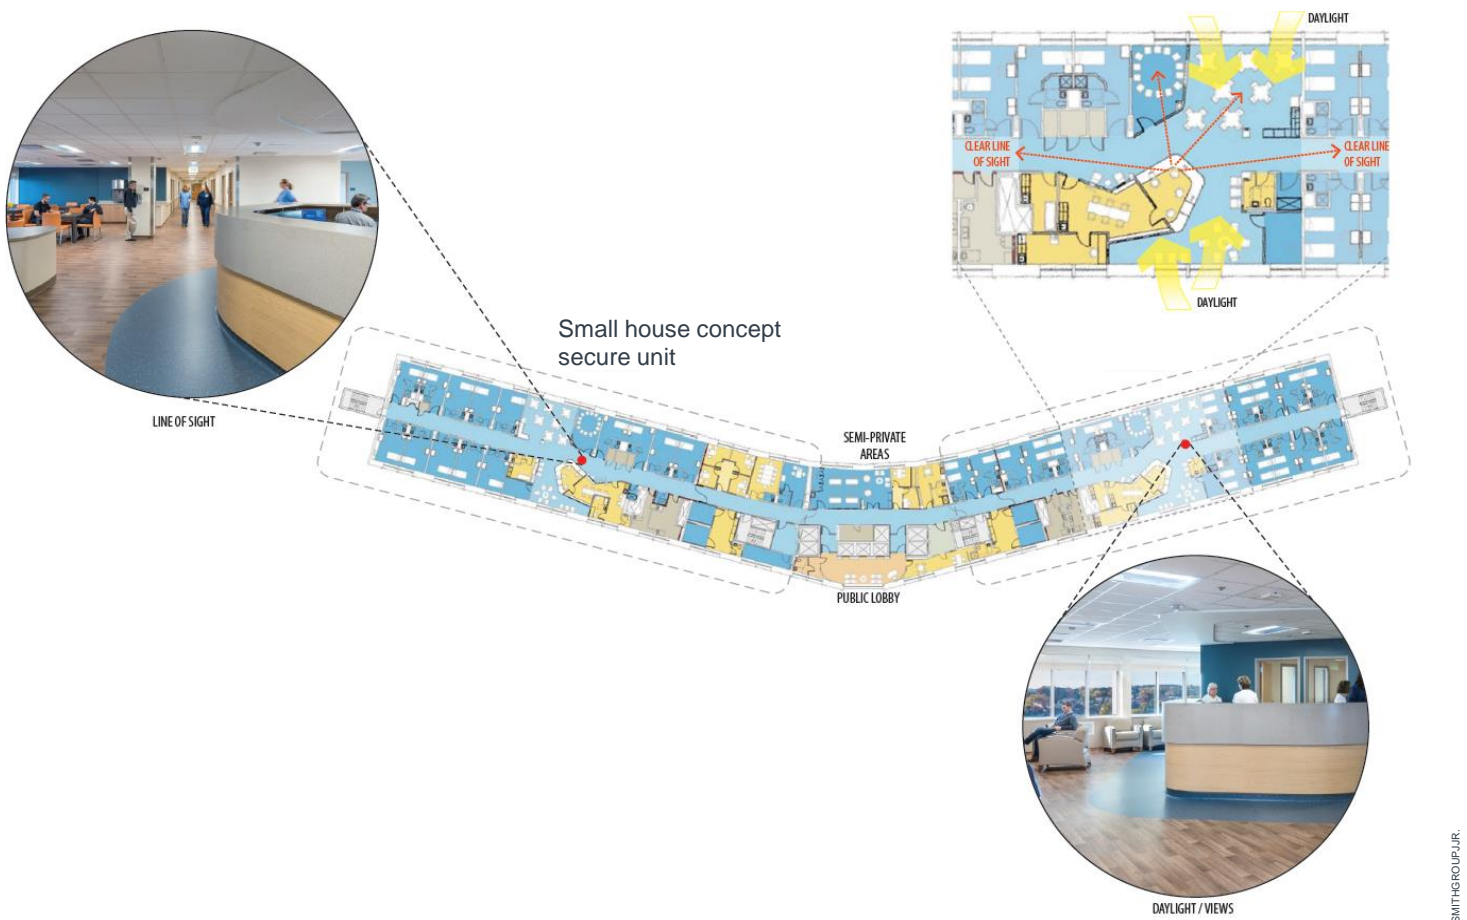 DAYLIGHT
CLEAR LINE
OF SIGHT
CLEAR LINE
OF SIGHT
DAYLIGHT
Small house concept
secure unit
LINE OF SIGHT
SEMI-PRIVATE
AREAS
PUBLIC LOBBY
DAYLIGHT / VIEWS
SMITHGROUPJJR.